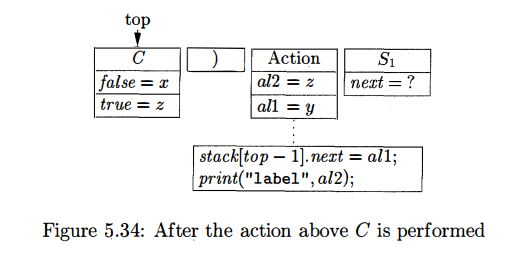 top
C ) Action S₁
false = x al2 = z next = ?
true = z al1 = y
stack[top − 1].next = al1;
print("label", al2);
Figure 5.34: After the action above C is performed